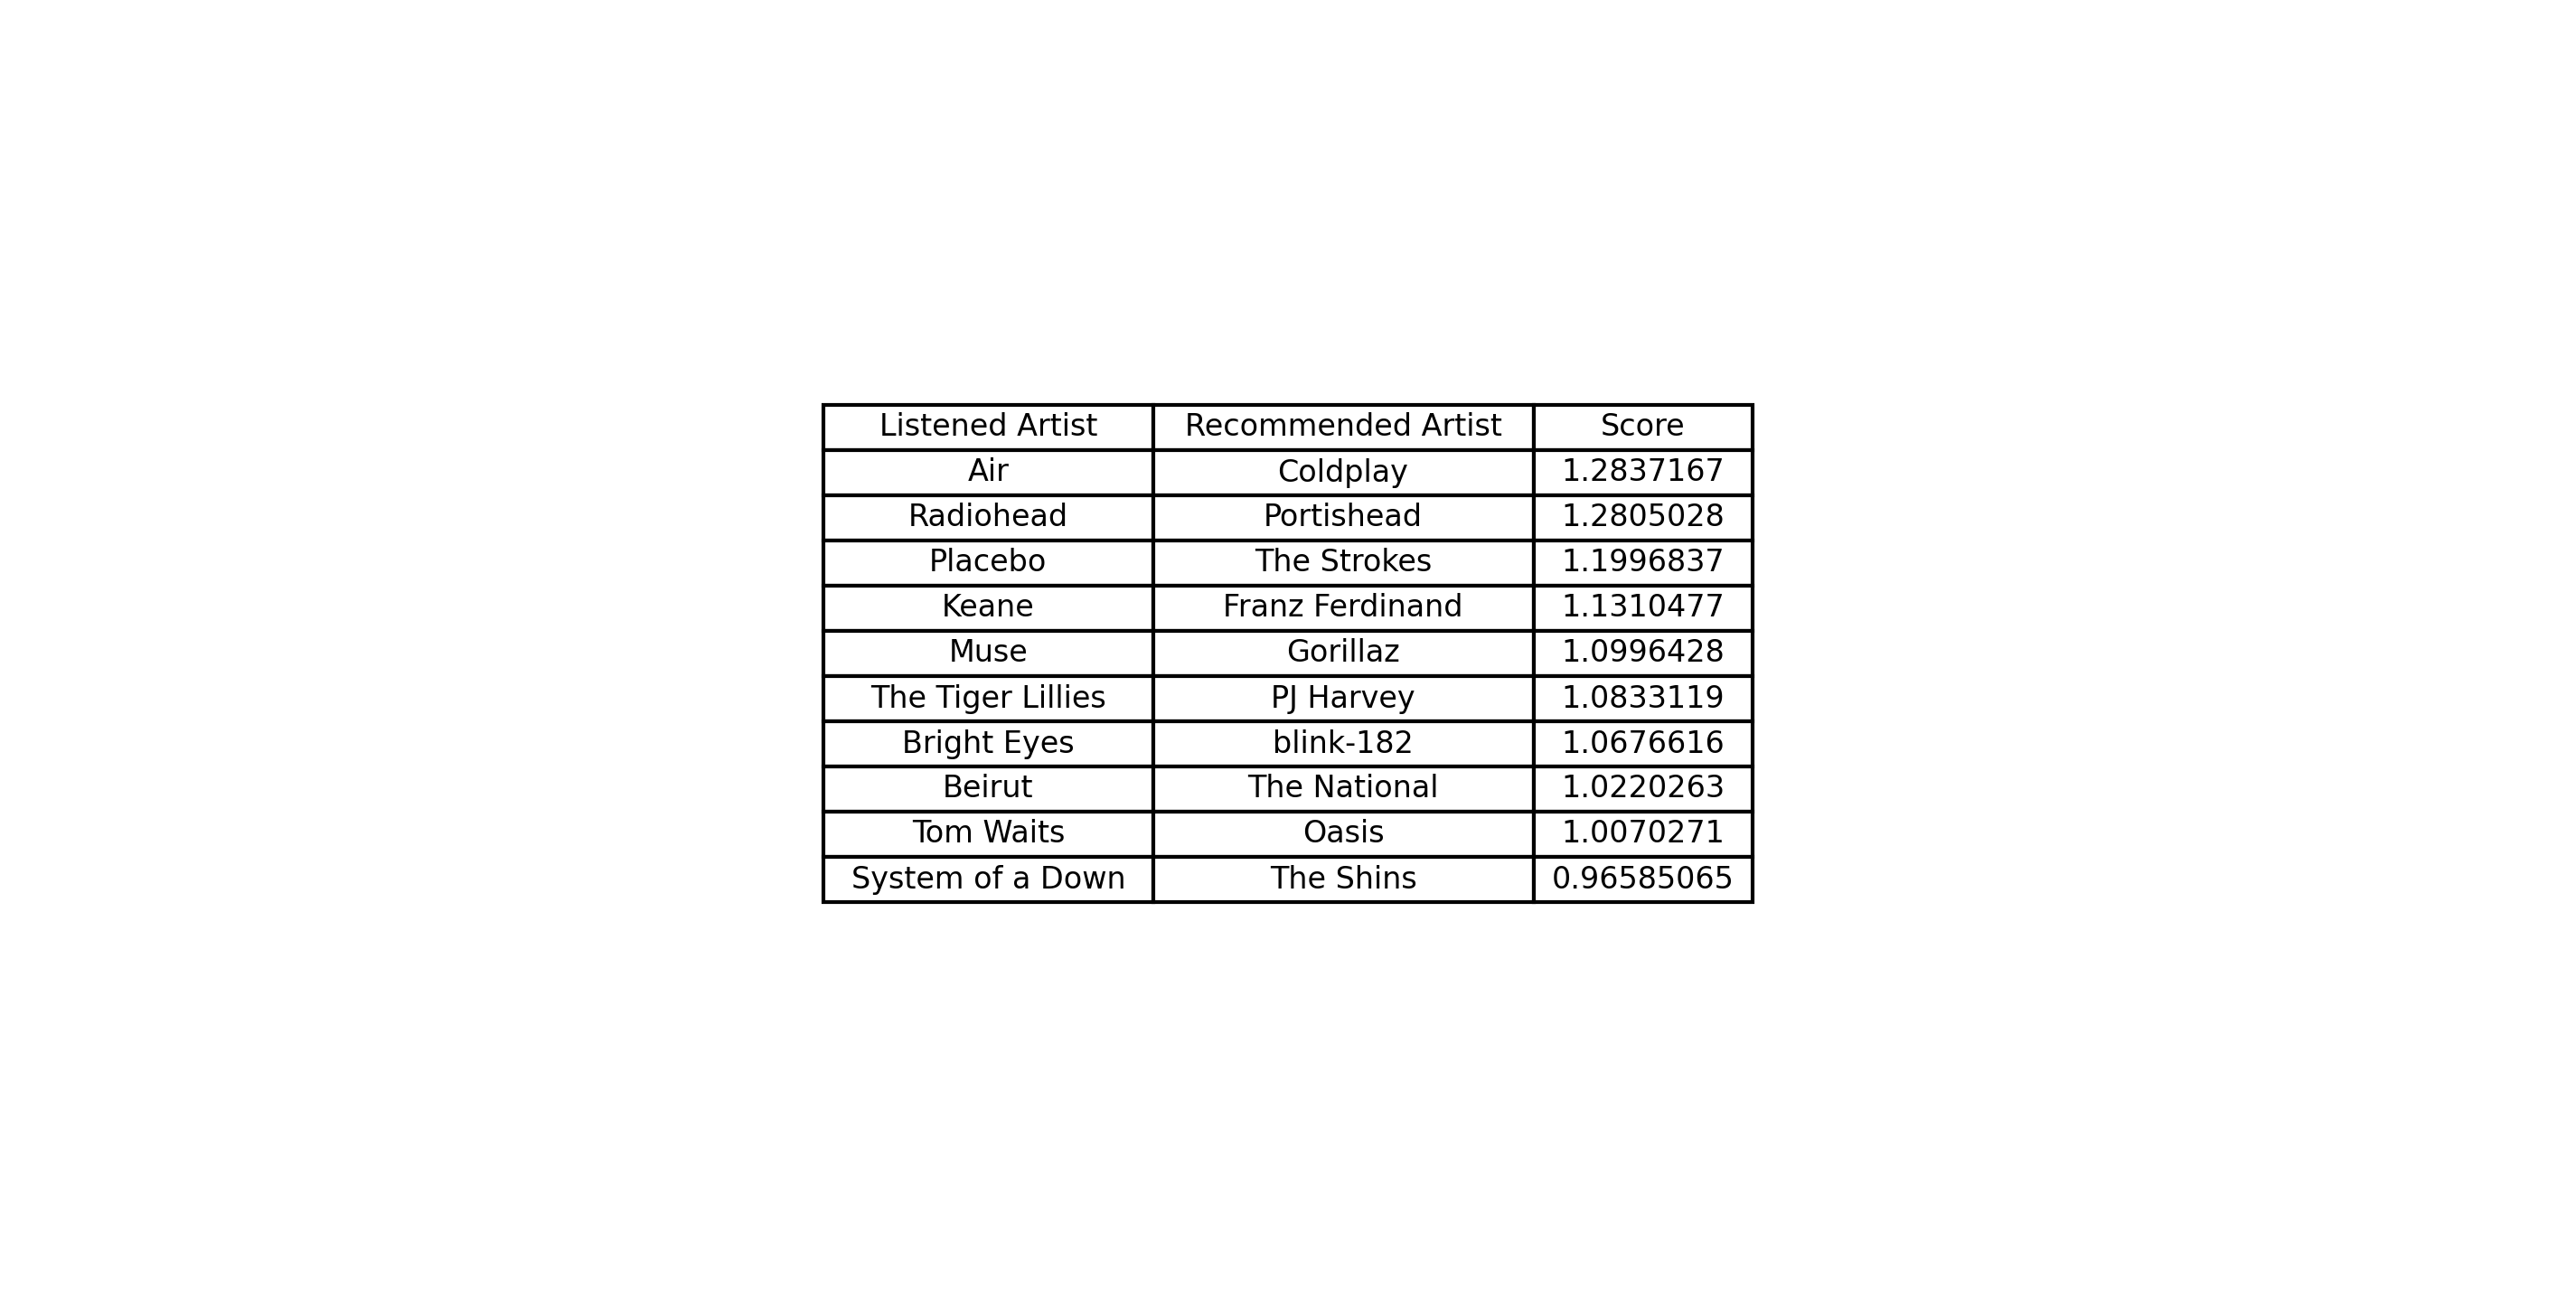 Listened Artist Recommended Artist Score
Air Coldplay 1.2837167
Radiohead Portishead 1.2805028
Placebo The Strokes 1.1996837
Keane Franz Ferdinand 1.1310477
Muse Gorillaz 1.0996428
The Tiger Lillies PJ Harvey 1.0833119
Bright Eyes blink-182 1.0676616
Beirut The National 1.0220263
Tom Waits Oasis 1.0070271
System of a Down The Shins 0.96585065